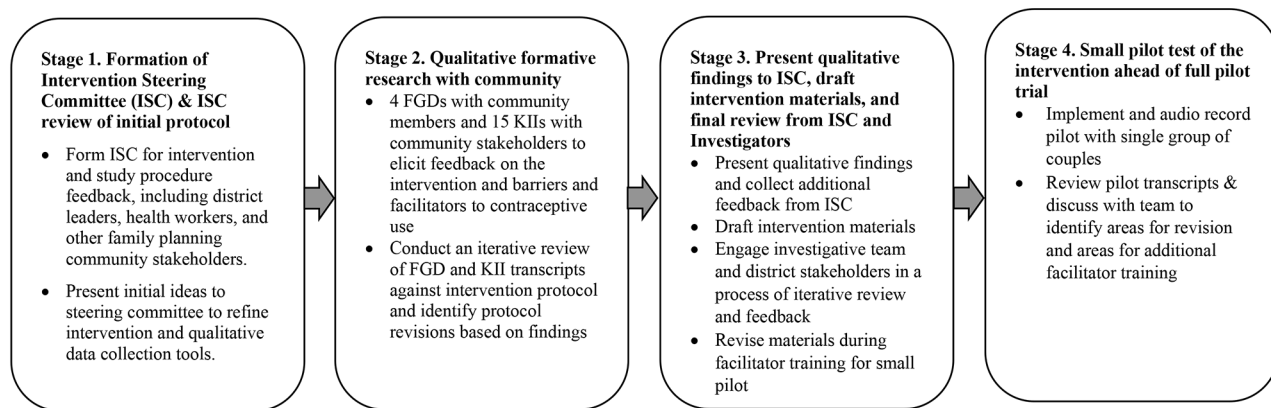 Stage 1. Formation of
Intervention Steering
Committee (ISC) & ISC
review of initial protocol
• Form ISC for intervention
and study procedure
feedback, including district
leaders, health workers, and
other family planning
community stakeholders.
• Present initial ideas to
steering committee to refine
intervention and qualitative
data collection tools.
Stage 2. Qualitative formative
research with community
• 4 FGDs with community
members and 15 KIIs with
community stakeholders to
elicit feedback on the
intervention and barriers and
facilitators to contraceptive
use
• Conduct an iterative review
of FGD and KII transcripts
against intervention protocol
and identify protocol
revisions based on findings
Stage 3. Present qualitative
findings to ISC, draft
intervention materials, and
final review from ISC and
Investigators
• Present qualitative findings
and collect additional
feedback from ISC
• Draft intervention materials
• Engage investigative team
and district stakeholders in a
process of iterative review
and feedback
• Revise materials during
facilitator training for small
pilot
Stage 4. Small pilot test of the
intervention ahead of full pilot
trial
• Implement and audio record
pilot with single group of
couples
• Review pilot transcripts &
discuss with team to
identify areas for revision
and areas for additional
facilitator training